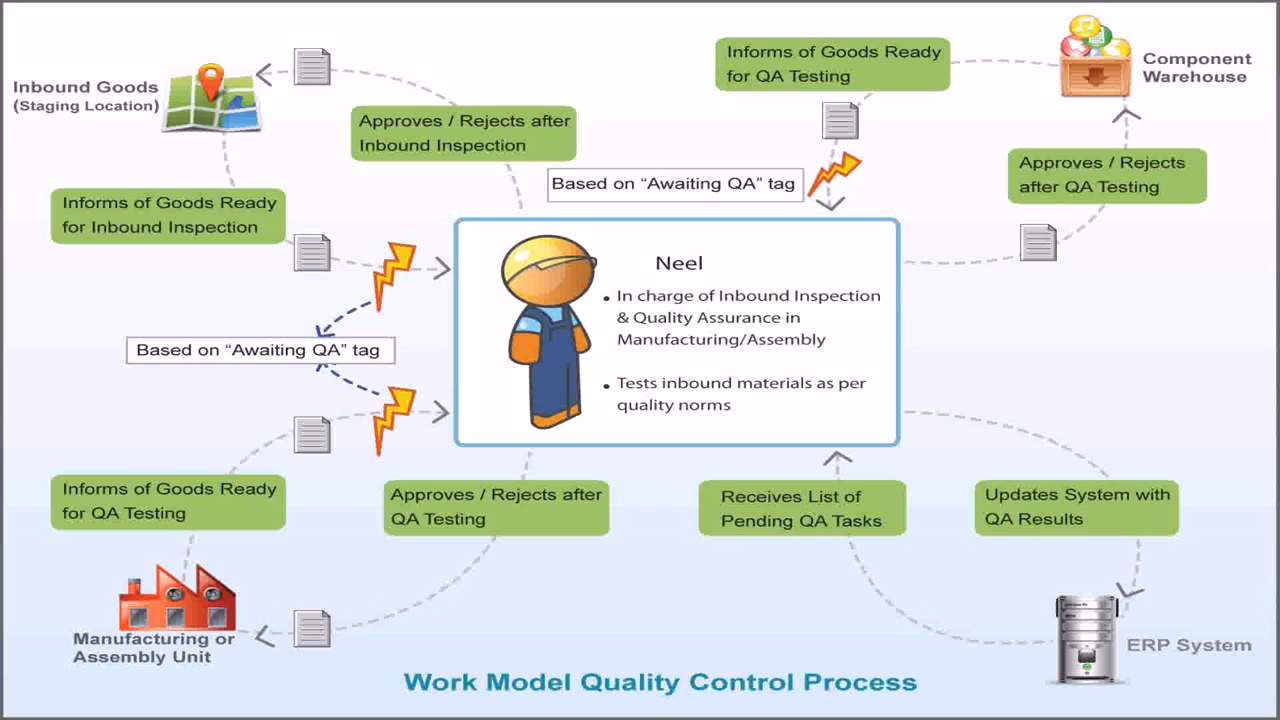 Inbound Goods
(Staging Location)
Approves / Rejects after
Inbound Inspection
Informs of Goods Ready
for QA Testing
Component
Warehouse
Based on “Awaiting QA” tag
Approves / Rejects
after QA Testing
Informs of Goods Ready
for Inbound Inspection
Neel
• In charge of Inbound Inspection
& Quality Assurance in
Manufacturing/Assembly
• Tests inbound materials as per
quality norms
Based on “Awaiting QA” tag
Informs of Goods Ready
for QA Testing
Approves / Rejects after
QA Testing
Receives List of
Pending QA Tasks
Updates System with
QA Results
Manufacturing or
Assembly Unit
ERP System
Work Model Quality Control Process